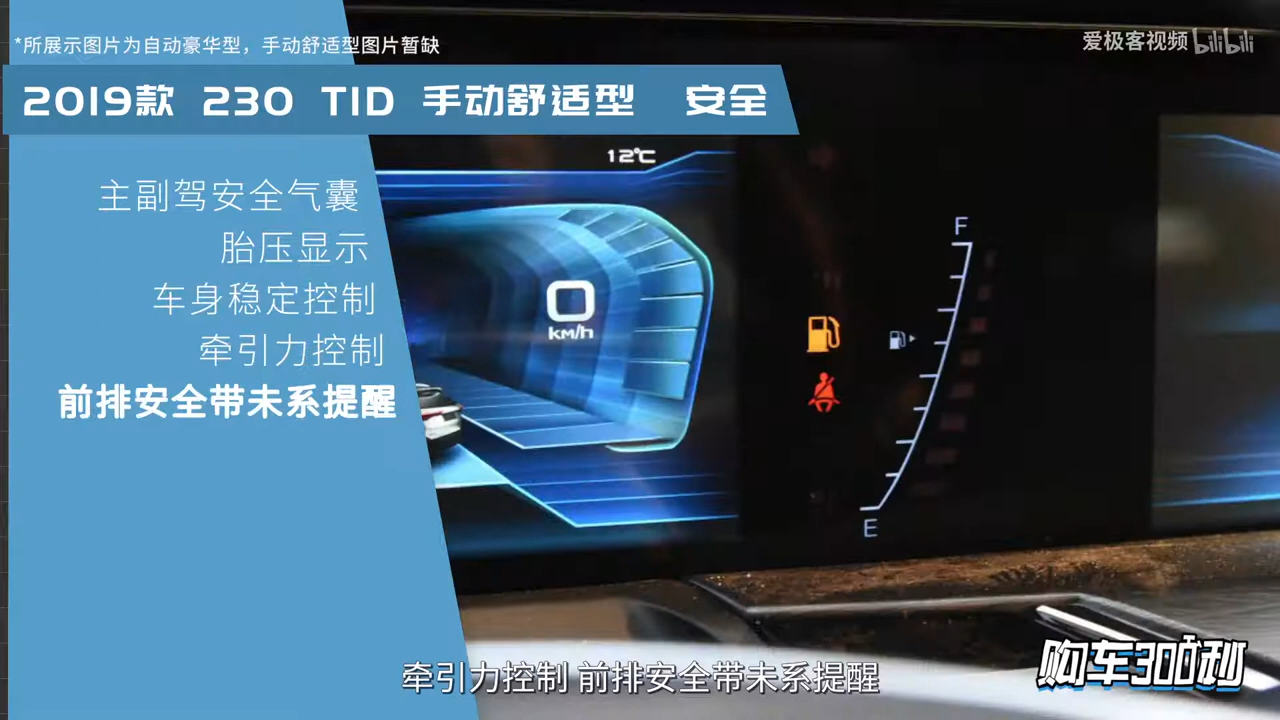 *所展示图片为自动豪华型，手动舒适型图片暂缺
爱极客视频 bilibili
2019款 230 TID 手动舒适型 安全
主副驾安全气囊
胎压显示
车身稳定控制
牵引力控制
前排安全带未系提醒
12℃
0
km/h
F
E
牵引力控制 前排安全带未系提醒
购车300秒